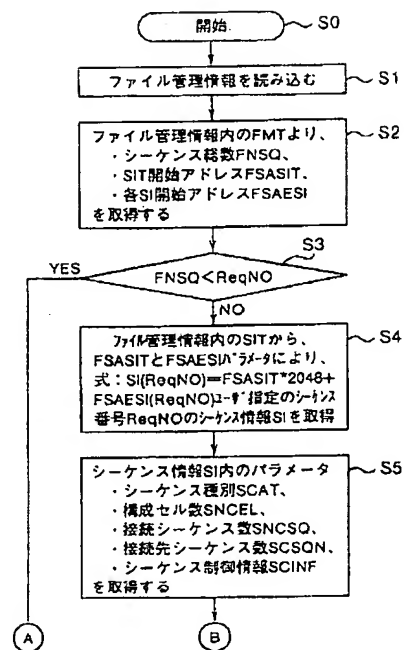 開始
S0
ファイル管理情報を読み込む
S1
ファイル管理情報内のFMTより、
・シーケンス総数FNSQ、
・SIT開始アドレスFSASIT、
・各SI開始アドレスFSAESI
を取得する
S2
S3
YES
FNSQ<ReqNO
NO
ファイル管理情報内のSITから、
FSASITとFSAESIパラメータにより、
式：SI(ReqNO)=FSASIT*2048+
FSAESI(ReqNO)ユーザ指定のシーケンス
番号ReqNOのシーケンス情報SIを取得
S4
シーケンス情報SI内のパラメータ
・シーケンス種別SCAT、
・構成セル数SNCEL、
・接続シーケンス数SNCSQ、
・接続先シーケンス数SCSQN、
・シーケンス制御情報SCINF
を取得する
S5
A
B